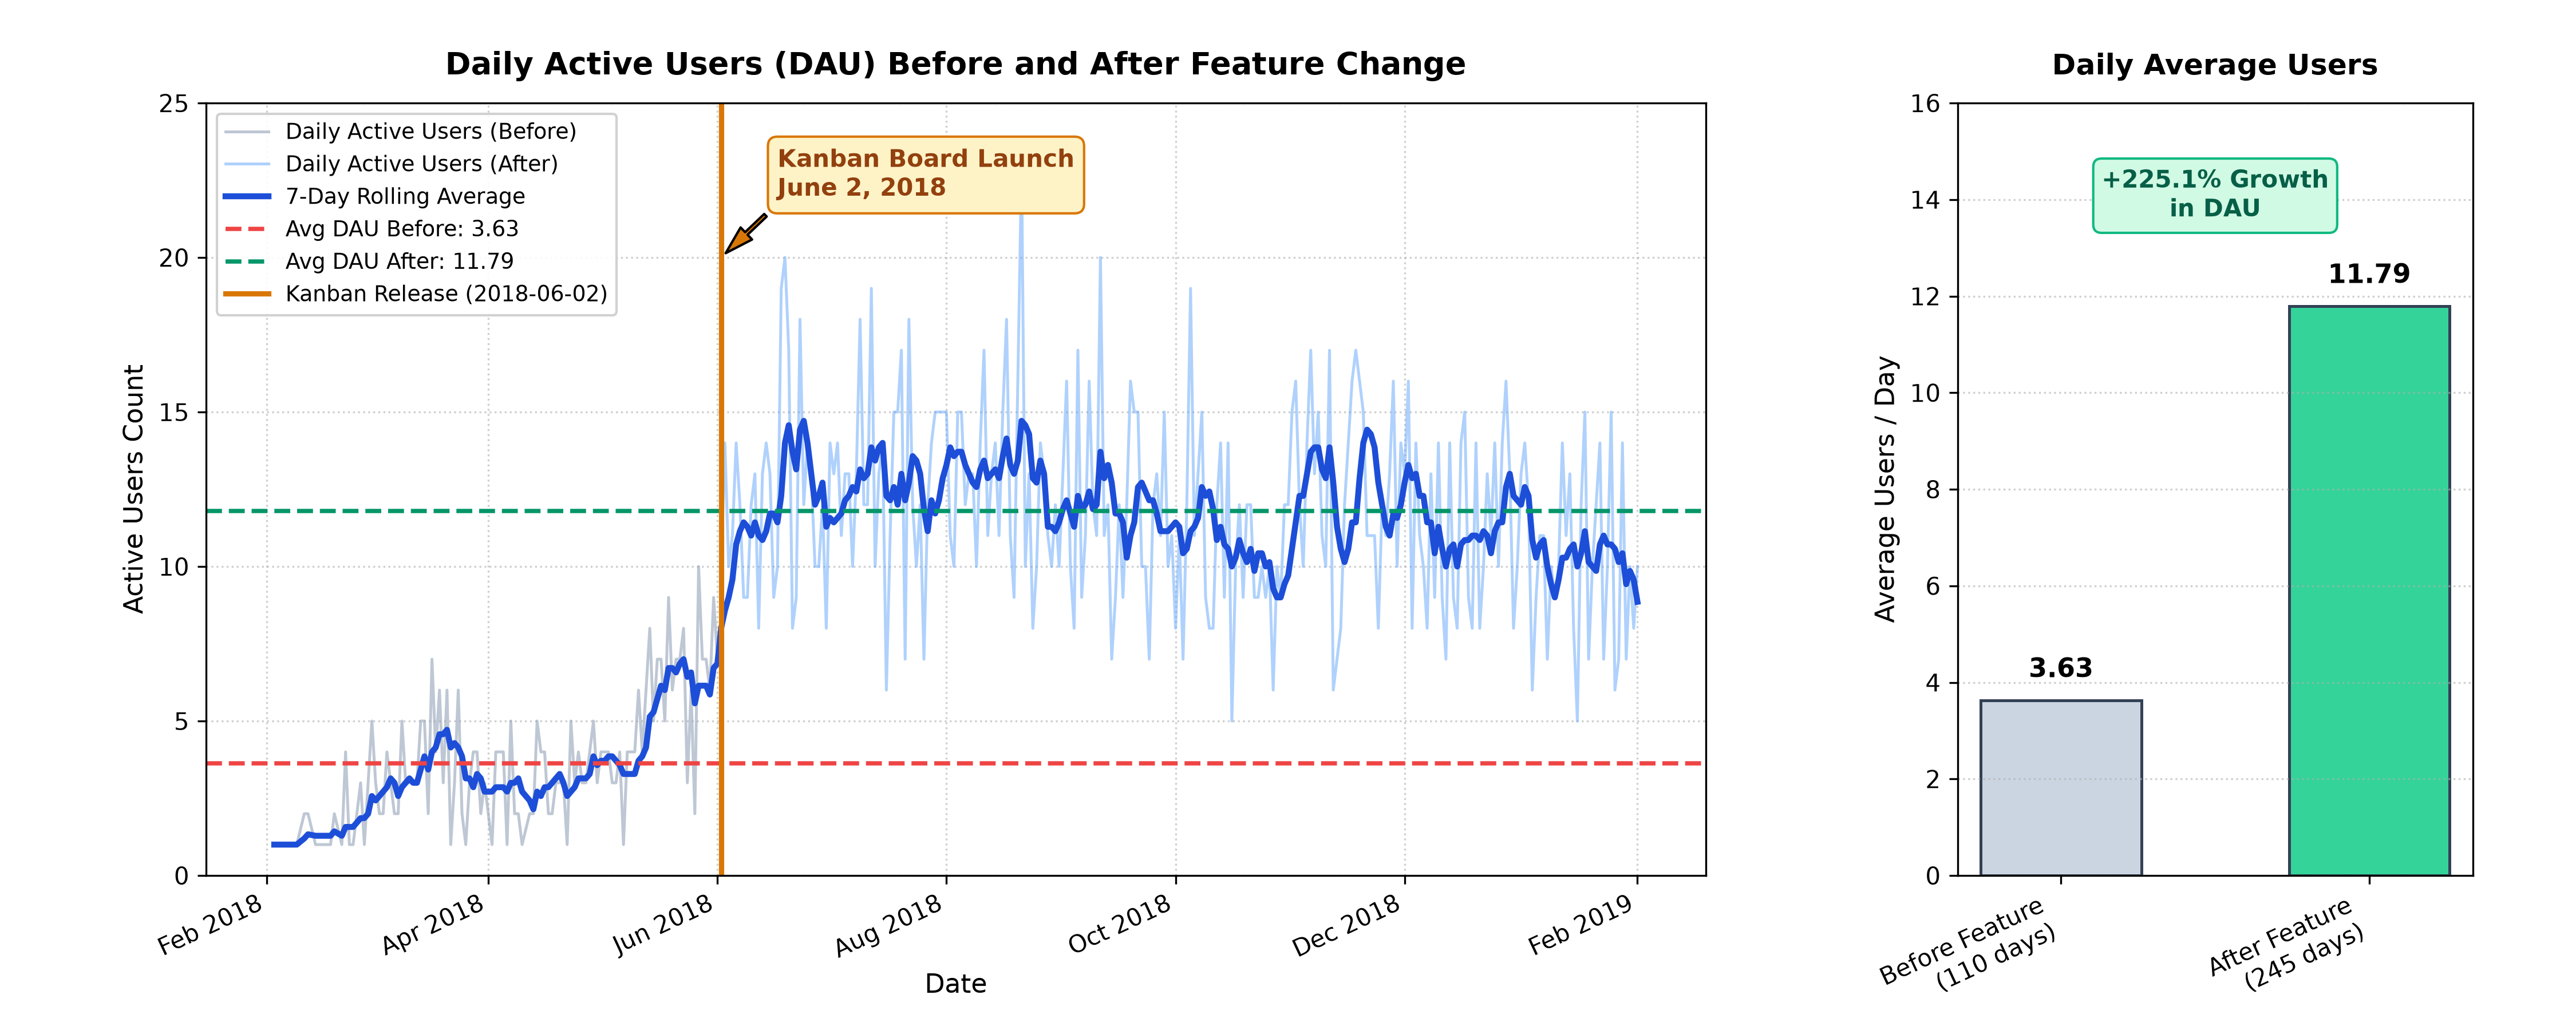 Daily Active Users (DAU) Before and After Feature Change
25
20
15
10
5
0
Active Users Count
Daily Active Users (Before)
Daily Active Users (After)
7-Day Rolling Average
Avg DAU Before: 3.63
Avg DAU After: 11.79
Kanban Release (2018-06-02)
Kanban Board Launch
June 2, 2018
Feb 2018
Apr 2018
Jun 2018
Aug 2018
Oct 2018
Dec 2018
Feb 2019
Date
Daily Average Users
16
14
12
10
8
6
4
2
0
Average Users / Day
+225.1% Growth
in DAU
11.79
3.63
Before Feature
(110 days)
After Feature
(245 days)